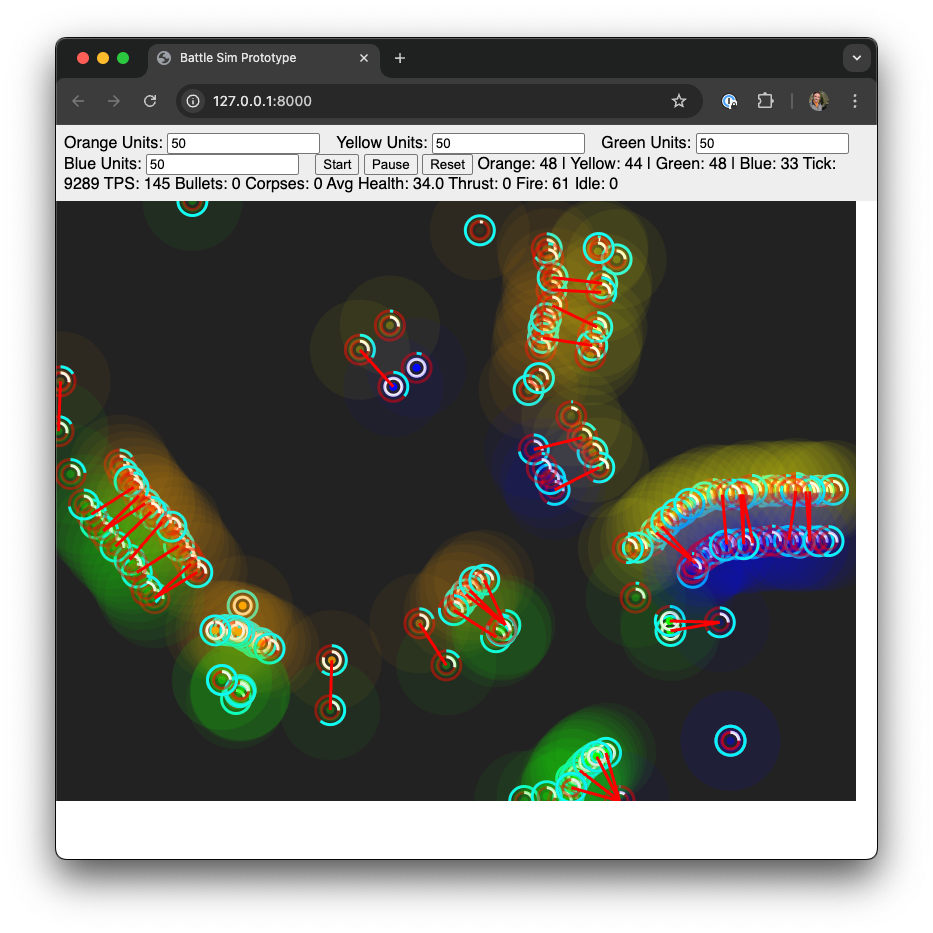 Battle Sim Prototype
127.0.0.1:8000
Orange Units: 50 Yellow Units: 50 Green Units: 50
Blue Units: 50 Start Pause Reset Orange: 48 | Yellow: 44 | Green: 48 | Blue: 33 Tick:
9289 TPS: 145 Bullets: 0 Corpses: 0 Avg Health: 34.0 Thrust: 0 Fire: 61 Idle: 0